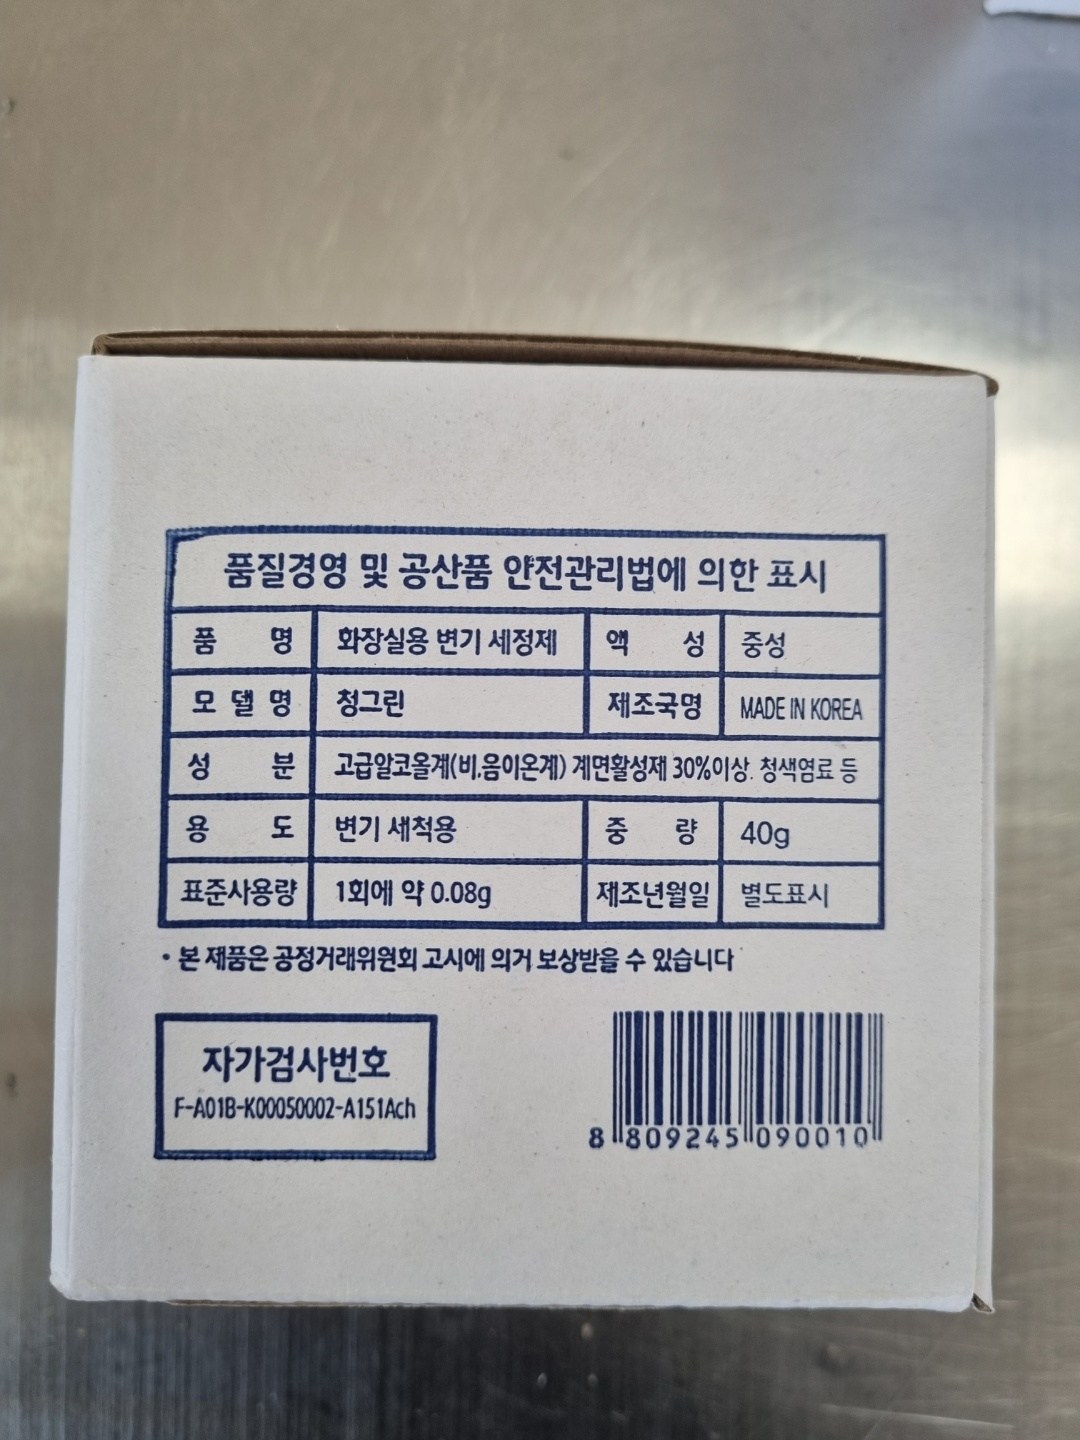 품질경영 및 공산품 안전관리법에 의한 표시
품 명 화장실용 변기 세정제 액 성 중성
모 델 명 청그린 제조국명 MADE IN KOREA
성 분 고급알코올계(비,음이온계) 계면활성제 30%이상. 청색염료 등
용 도 변기 세척용 중 량 40g
표준사용량 1회에 약 0.08g 제조년월일 별도표시
• 본 제품은 공정거래위원회 고시에 의거 보상받을 수 있습니다
자가검사번호
F-A01B-K00050002-A151Ach
8 809245 090010